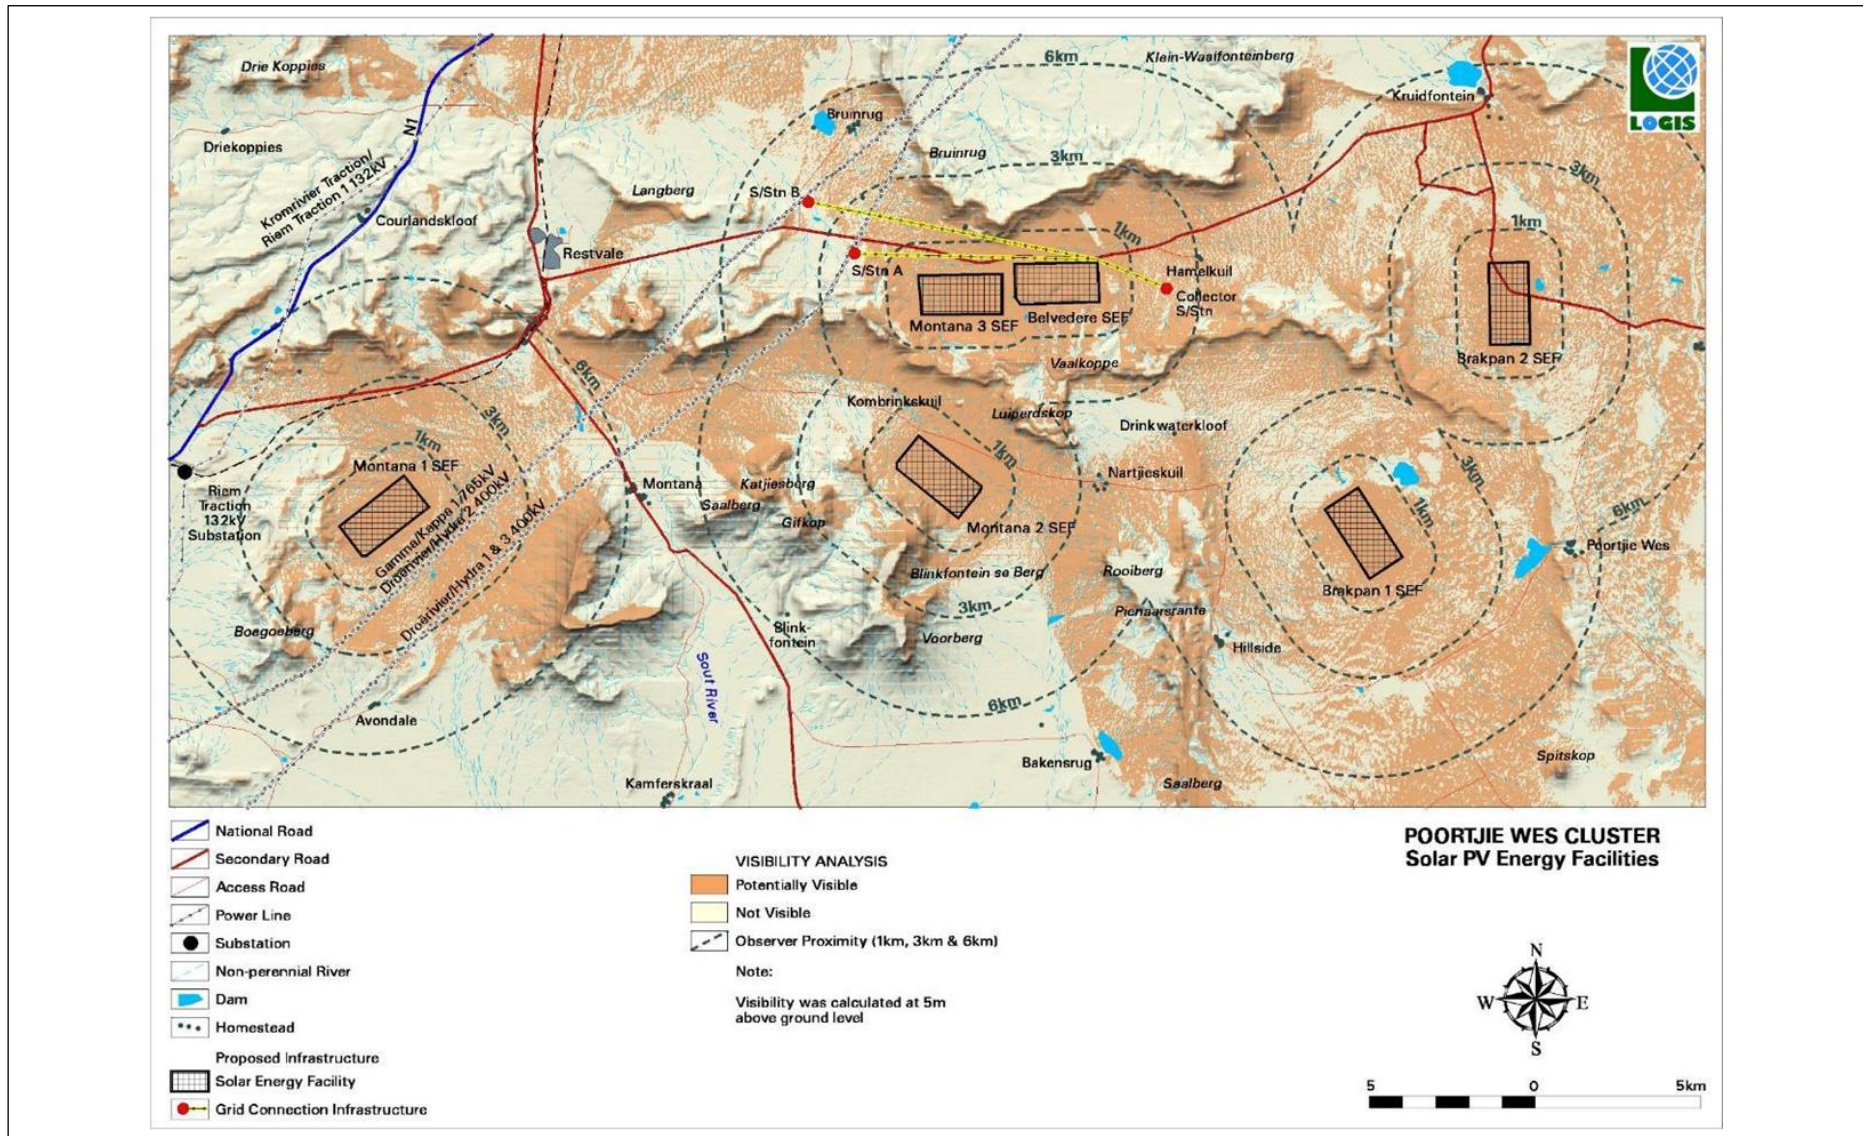 6km
Klein-Waaifonteinberg
Drie Koppies
LOGIS
Kruidfontein
N1
Bruinrug
Driekoppies
Bruinrug
3km
3km
Kromrivier Traction/
Riem Traction 1 132kV
Langberg
S/Stn B
Courlandskloof
1km
1km
Restvale
S/Stn A
Hamelkuil
Collector
S/Stn
Montana 3 SEF
Belvedere SEF
Brakpan 2 SEF
Vaalkoppe
6km
Kombrinkskuil
Luiperdskop
3km
Drinkwaterkloof
1km
1km
Montana 1 SEF
3km
Nartjieskuil
Riem
Traction
132kV
Substation
Montana
Katjiesberg
Saalberg
Gifkop
Montana 2 SEF
1km
6km
Gamma/Kappa 1 765kV
Droërivier/Hydra 2 400kV
Droërivier/Hydra 1 & 3 400kV
Poortjie Wes
Blinkfontein se Berg
Rooiberg
Brakpan 1 SEF
3km
Pienaarsrante
Boegoeberg
Blink-
fontein
Voorberg
Hillside
Sout River
6km
Avondale
Bakensrug
Spitskop
Kamferskraal
Saalberg
National Road
Secondary Road
Access Road
Power Line
Substation
Non-perennial River
Dam
Homestead
Proposed Infrastructure
Solar Energy Facility
Grid Connection Infrastructure
VISIBILITY ANALYSIS
Potentially Visible
Not Visible
Observer Proximity (1km, 3km & 6km)
Note:
Visibility was calculated at 5m
above ground level
POORTJIE WES CLUSTER
Solar PV Energy Facilities
N
W E
S
5 0 5km